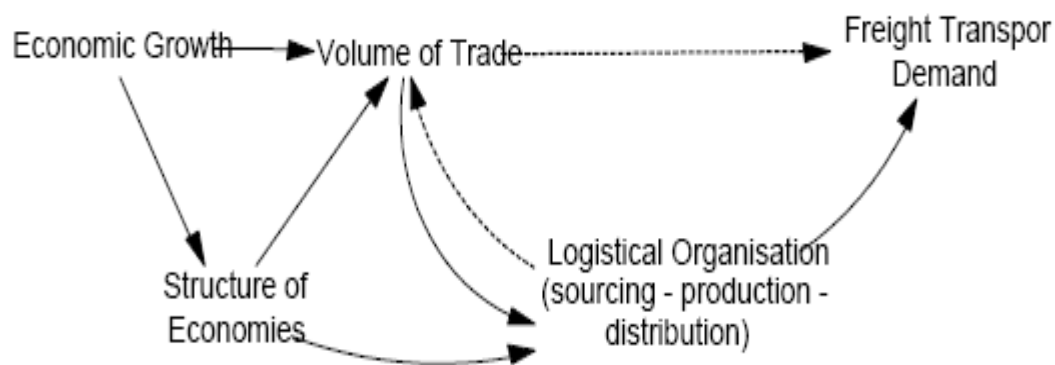 Economic Growth
Volume of Trade
Freight Transpor
Demand
Structure of
Economies
Logistical Organisation
(sourcing - production -
distribution)